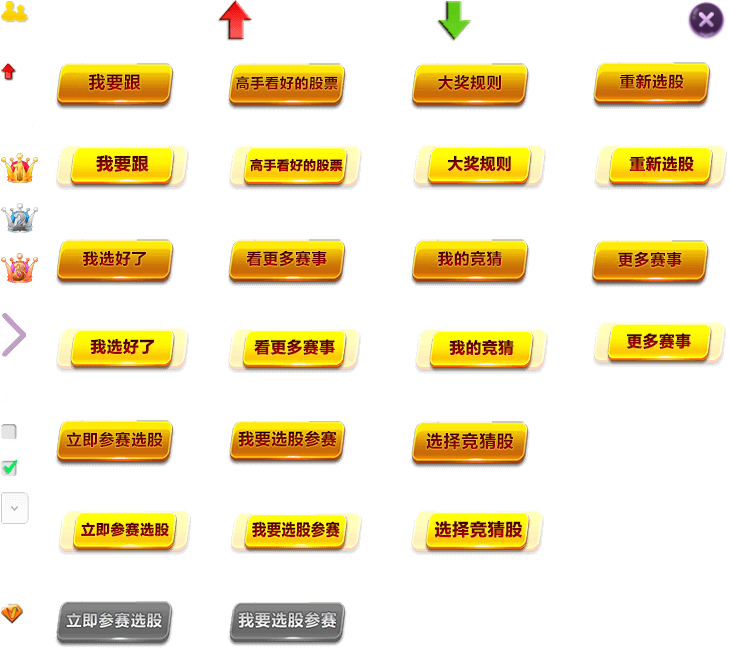 我要跟
高手看好的股票
大奖规则
重新选股
我要跟
高手看好的股票
大奖规则
重新选股
1
2
3
我选好了
看更多赛事
我的竞猜
更多赛事
我选好了
看更多赛事
我的竞猜
更多赛事
立即参赛选股
我要选股参赛
选择竞猜股
立即参赛选股
我要选股参赛
选择竞猜股
立即参赛选股
我要选股参赛